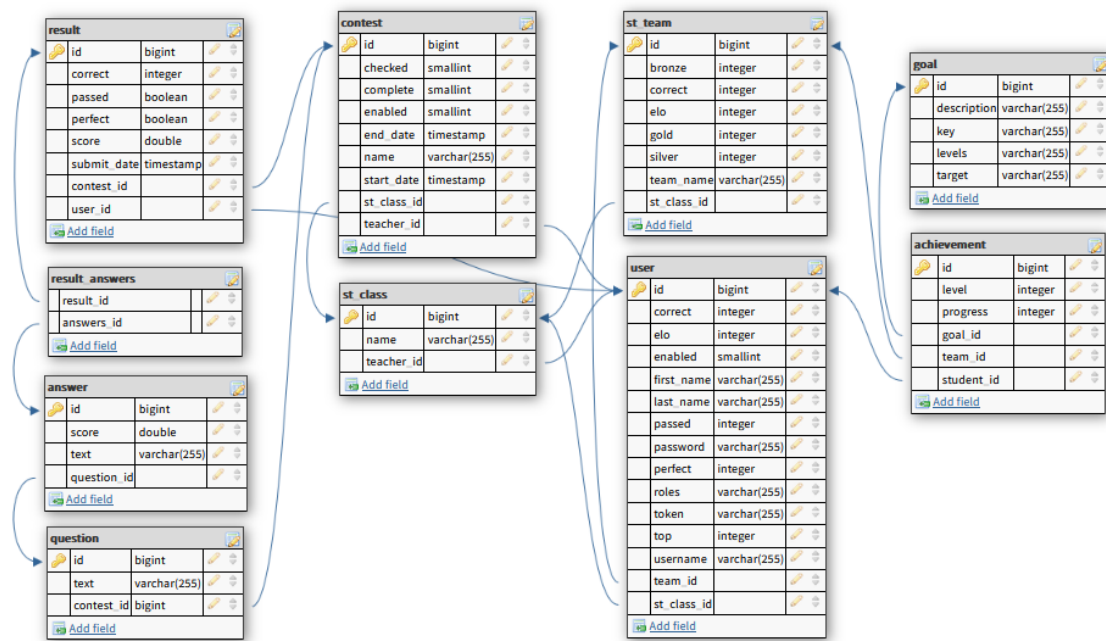 result
id bigint
correct integer
passed boolean
perfect boolean
score double
submit_date timestamp
contest_id
user_id
Add field
result_answers
result_id
answers_id
Add field
answer
id bigint
score double
text varchar(255)
question_id
Add field
question
id bigint
text varchar(255)
contest_id bigint
Add field
contest
id bigint
checked smallint
complete smallint
enabled smallint
end_date timestamp
name varchar(255)
start_date timestamp
st_class_id
teacher_id
Add field
st_class
id bigint
name varchar(255)
teacher_id
Add field
st_team
id bigint
bronze integer
correct integer
elo integer
gold integer
silver integer
team_name varchar(255)
st_class_id
Add field
user
id bigint
correct integer
elo integer
enabled smallint
first_name varchar(255)
last_name varchar(255)
passed integer
password varchar(255)
perfect integer
roles varchar(255)
token varchar(255)
top integer
username varchar(255)
team_id
st_class_id
Add field
goal
id bigint
description varchar(255)
key varchar(255)
levels varchar(255)
target varchar(255)
Add field
achievement
id bigint
level integer
progress integer
goal_id
team_id
student_id
Add field